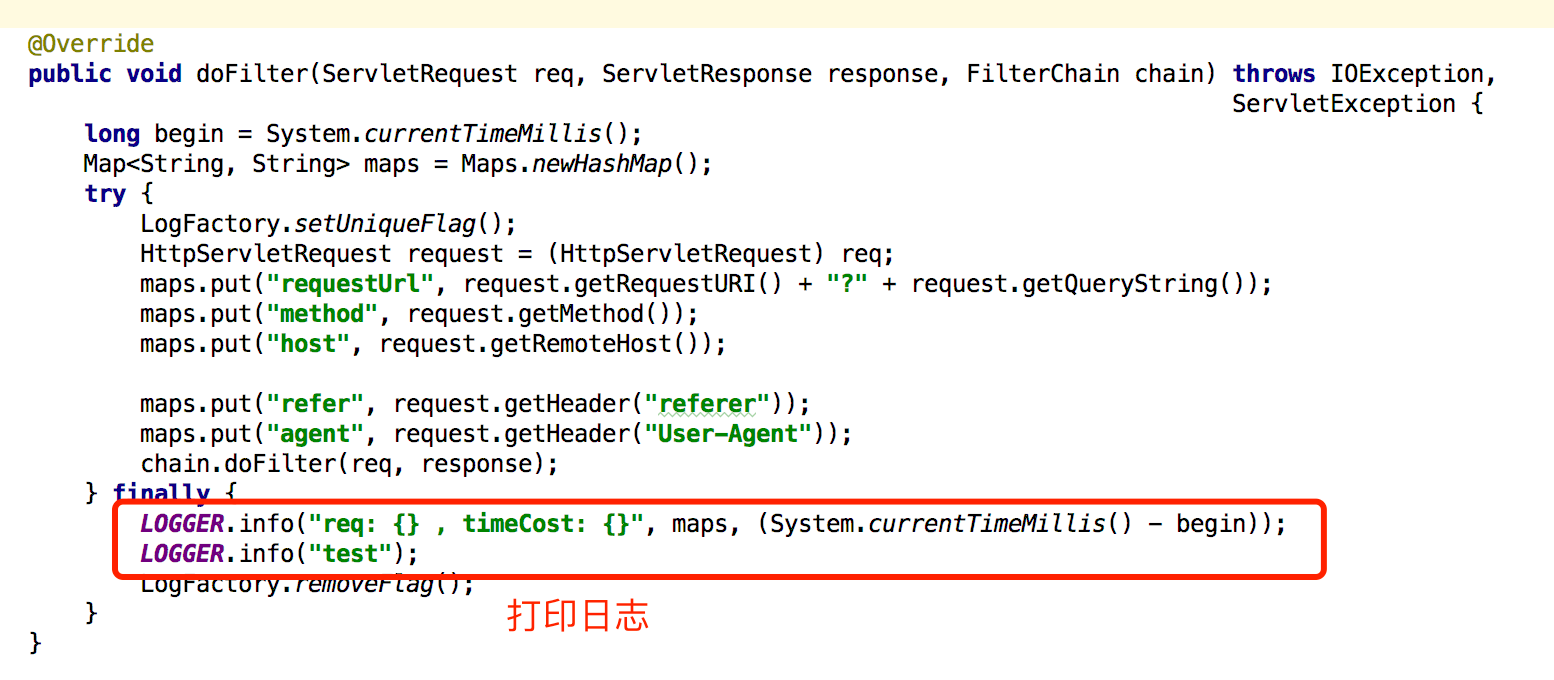 @Override
public void doFilter(ServletRequest req, ServletResponse response, FilterChain chain) throws IOException,
ServletException {
long begin = System.currentTimeMillis();
Map<String, String> maps = Maps.newHashMap();
try {
LogFactory.setUniqueFlag();
HttpServletRequest request = (HttpServletRequest) req;
maps.put("requestUrl", request.getRequestURI() + "?" + request.getQueryString());
maps.put("method", request.getMethod());
maps.put("host", request.getRemoteHost());
maps.put("refer", request.getHeader("referer"));
maps.put("agent", request.getHeader("User-Agent"));
chain.doFilter(req, response);
} finally {
LOGGER.info("req: {} , timeCost: {}", maps, (System.currentTimeMillis() - begin));
LOGGER.info("test");
LogFactory.removeFlag();
}
打印日志
}